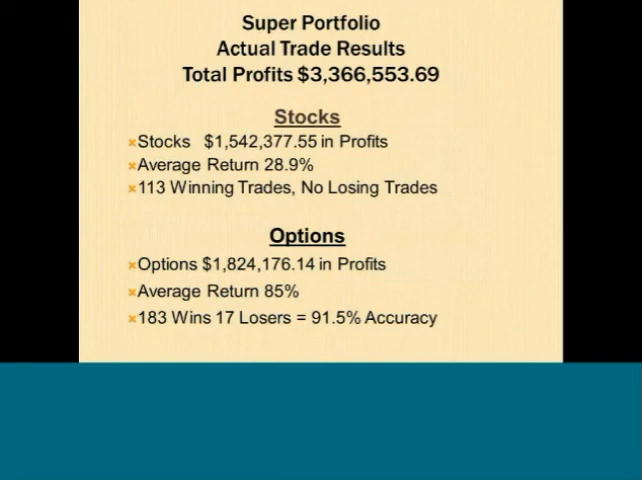 Super Portfolio
Actual Trade Results
Total Profits $3,366,553.69
Stocks
Stocks $1,542,377.55 in Profits
Average Return 28.9%
113 Winning Trades, No Losing Trades
Options
Options $1,824,176.14 in Profits
Average Return 85%
183 Wins 17 Losers = 91.5% Accuracy